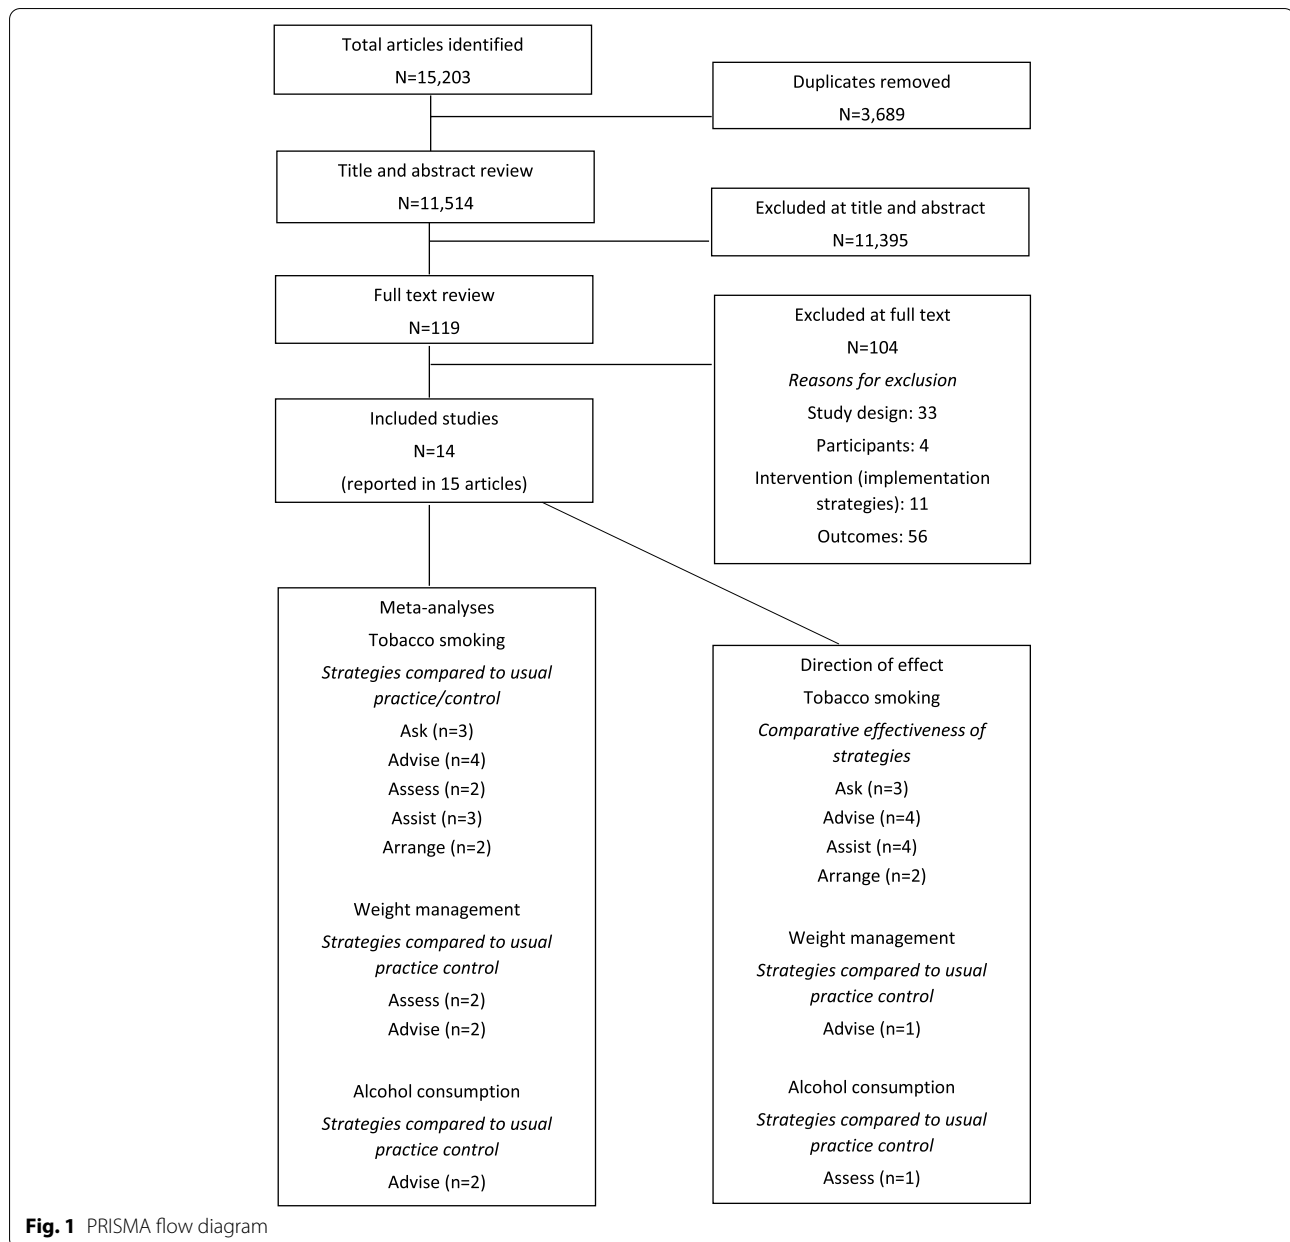 Total articles identified
N=15,203
Duplicates removed
N=3,689
Title and abstract review
N=11,514
Excluded at title and abstract
N=11,395
Full text review
N=119
Excluded at full text
N=104
Reasons for exclusion
Study design: 33
Participants: 4
Intervention (implementation
strategies): 11
Outcomes: 56
Included studies
N=14
(reported in 15 articles)
Meta-analyses
Tobacco smoking
Strategies compared to usual
practice/control
Ask (n=3)
Advise (n=4)
Assess (n=2)
Assist (n=3)
Arrange (n=2)
Weight management
Strategies compared to usual
practice control
Assess (n=2)
Advise (n=2)
Alcohol consumption
Strategies compared to usual
practice control
Advise (n=2)
Direction of effect
Tobacco smoking
Comparative effectiveness of
strategies
Ask (n=3)
Advise (n=4)
Assist (n=4)
Arrange (n=2)
Weight management
Strategies compared to usual
practice control
Advise (n=1)
Alcohol consumption
Strategies compared to usual
practice control
Assess (n=1)
Fig. 1 PRISMA flow diagram